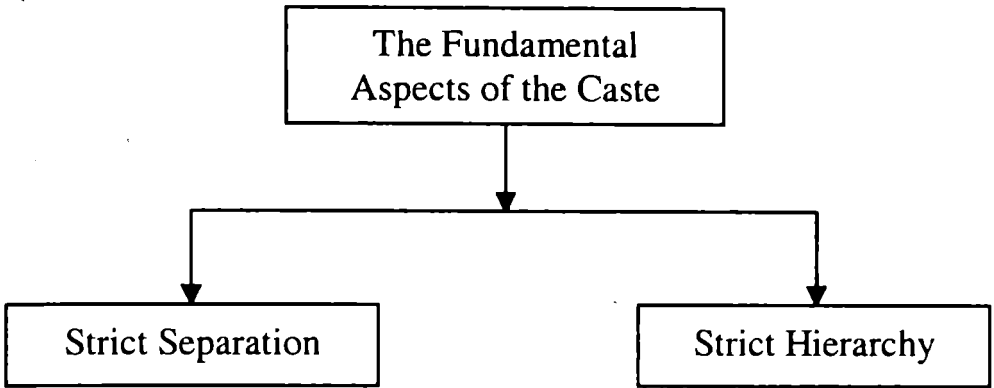 The Fundamental
Aspects of the Caste
Strict Separation
Strict Hierarchy